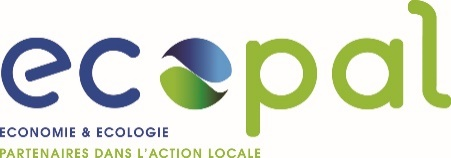 ecopal
ECONOMIE & ECOLOGIE
PARTENAIRES DANS L'ACTION LOCALE